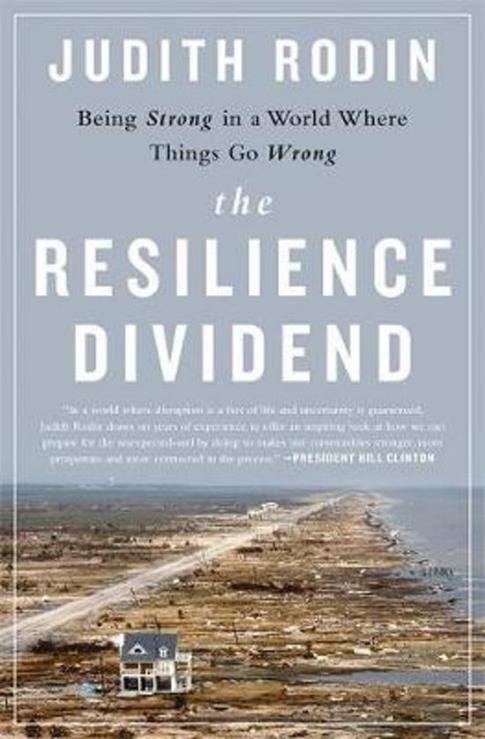 JUDITH RODIN
Being Strong in a World Where
Things Go Wrong
the
RESILIENCE
DIVIDEND
"In a world where disruption is a fact of life and uncertainty is guaranteed,
Judith Rodin draws on years of experience to offer an inspiring look at how we can
prepare for the unexpected-and by doing so makes our communities stronger, more
prosperous and more connected in the process." —PRESIDENT BILL CLINTON